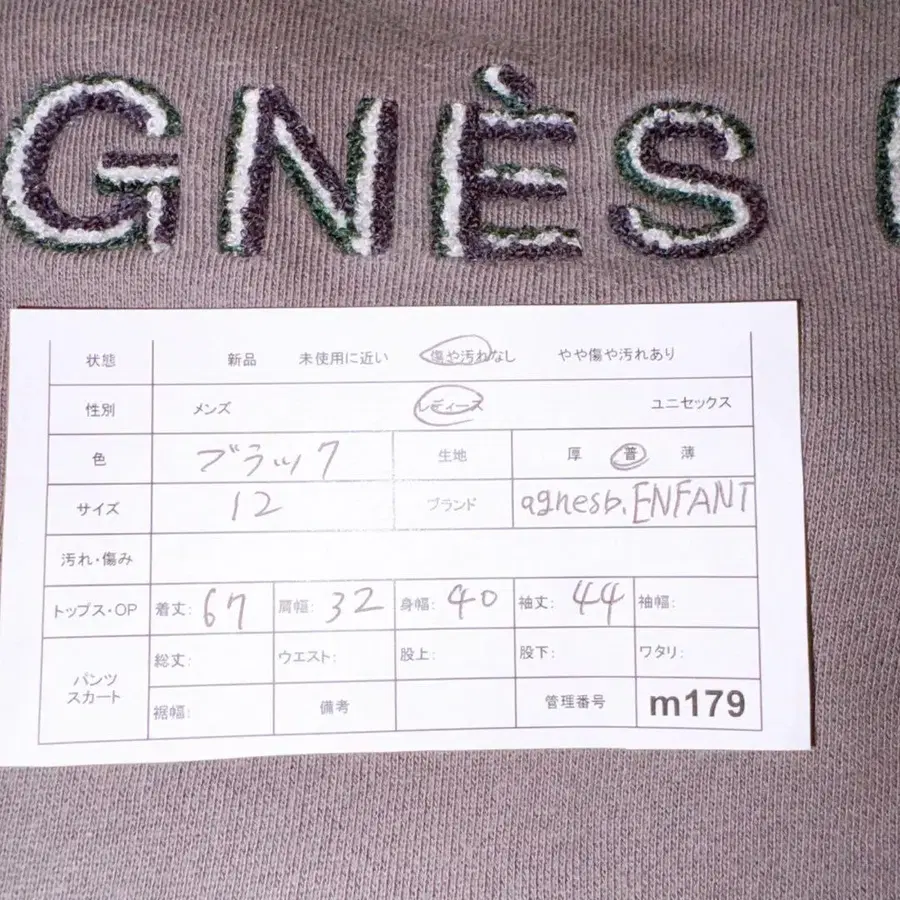 GNÈS
状態 新品 未使用に近い 傷や汚れなし やや傷や汚れあり
性別 メンズ レディース ユニセックス
色 ブラック 生地 厚 普 薄
サイズ 12 ブランド agnesb.ENFANT
汚れ・傷み
トップス・OP 着丈: 67 肩幅: 32 身幅: 40 袖丈: 44 袖幅:
パンツ
スカート
総丈: ウエスト: 股上: 股下: ワタリ:
裾幅: 備考 管理番号 m179